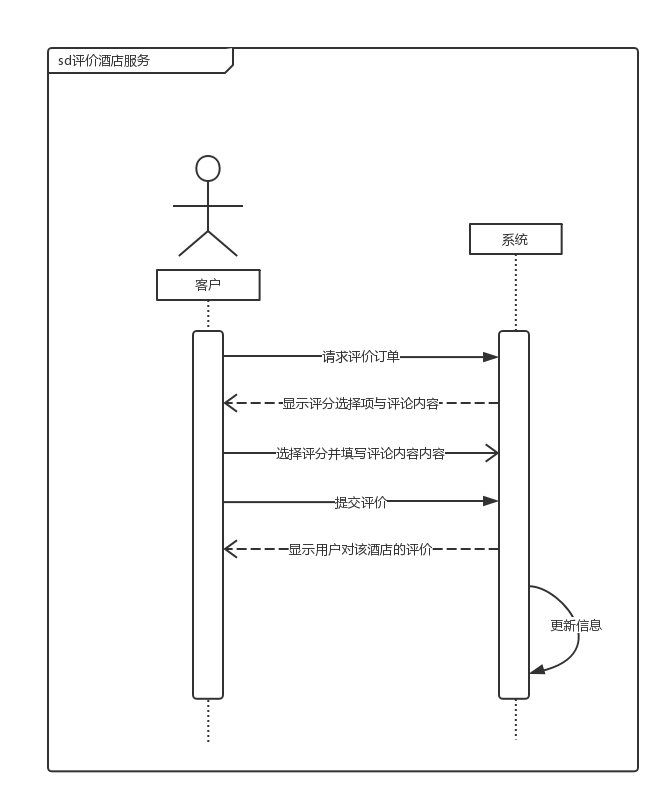 sd评价酒店服务
系统
客户
请求评价订单
显示评分选择项与评论内容
选择评分并填写评论内容内容
提交评价
显示用户对该酒店的评价
更新信息